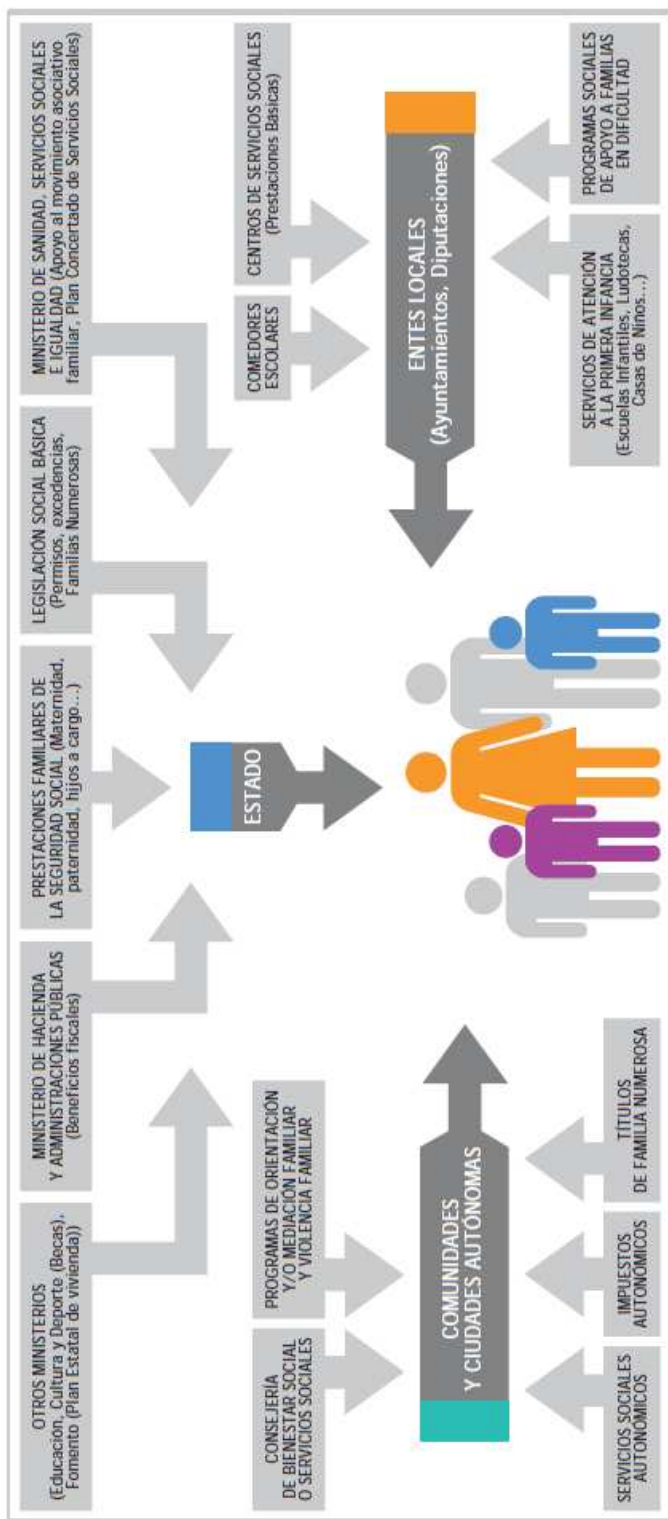 OTROS MINISTERIOS
(Educación, Cultura y Deporte (Becas),
Fomento (Plan Estatal de vivienda))
MINISTERIO DE HACIENDA
Y ADMINISTRACIONES PÚBLICAS
(Beneficios fiscales)
PRESTACIONES FAMILIARES DE
LA SEGURIDAD SOCIAL (Maternidad,
paternidad, hijos a cargo...)
LEGISLACIÓN SOCIAL BÁSICA
(Permisos, excedencias,
Familias Numerosas)
MINISTERIO DE SANIDAD, SERVICIOS SOCIALES
E IGUALDAD (Apoyo al movimiento asociativo
familiar, Plan Concertado de Servicios Sociales)
ESTADO
CONSEJERÍA
DE BIENESTAR SOCIAL
O SERVICIOS SOCIALES
PROGRAMAS DE ORIENTACIÓN
Y/O MEDIACIÓN FAMILIAR
Y VIOLENCIA FAMILIAR
COMEDORES
ESCOLARES
CENTROS DE SERVICIOS SOCIALES
(Prestaciones Básicas)
COMUNIDADES
Y CIUDADES AUTÓNOMAS
ENTES LOCALES
(Ayuntamientos, Diputaciones)
SERVICIOS SOCIALES
AUTONÓMICOS
IMPUESTOS
AUTONÓMICOS
TÍTULOS
DE FAMILIA NUMEROSA
SERVICIOS DE ATENCIÓN
A LA PRIMERA INFANCIA
(Escuelas Infantiles, Ludotecas,
Casas de Niños...)
PROGRAMAS SOCIALES
DE APOYO A FAMILIAS
EN DIFICULTAD